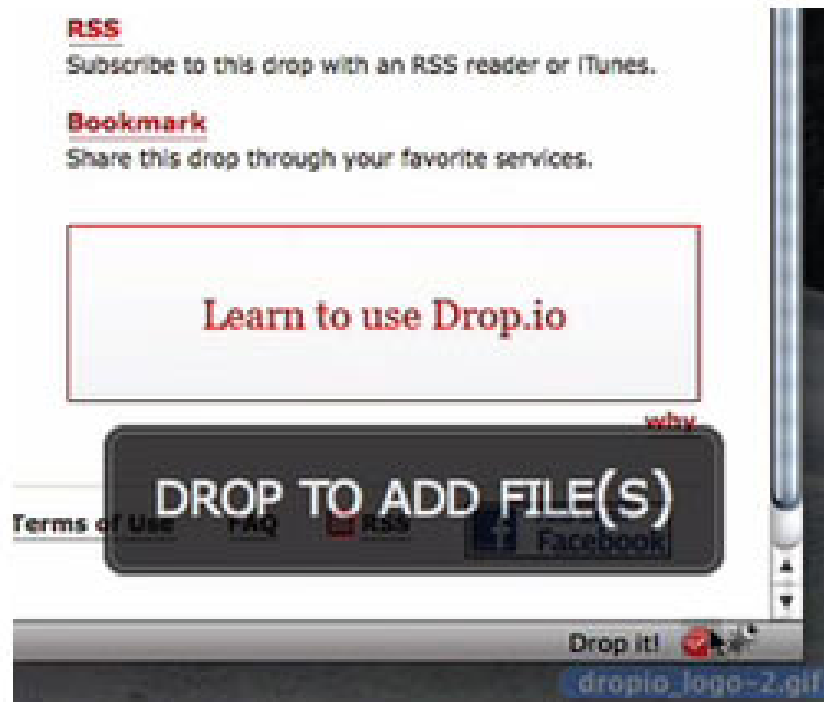 RSS
Subscribe to this drop with an RSS reader or iTunes.
Bookmark
Share this drop through your favorite services.
Learn to use Drop.io
why
DROP TO ADD FILE(S)
Terms of Use FAQ RSS
Facebook
Drop it!
dropio_logo-2.gif